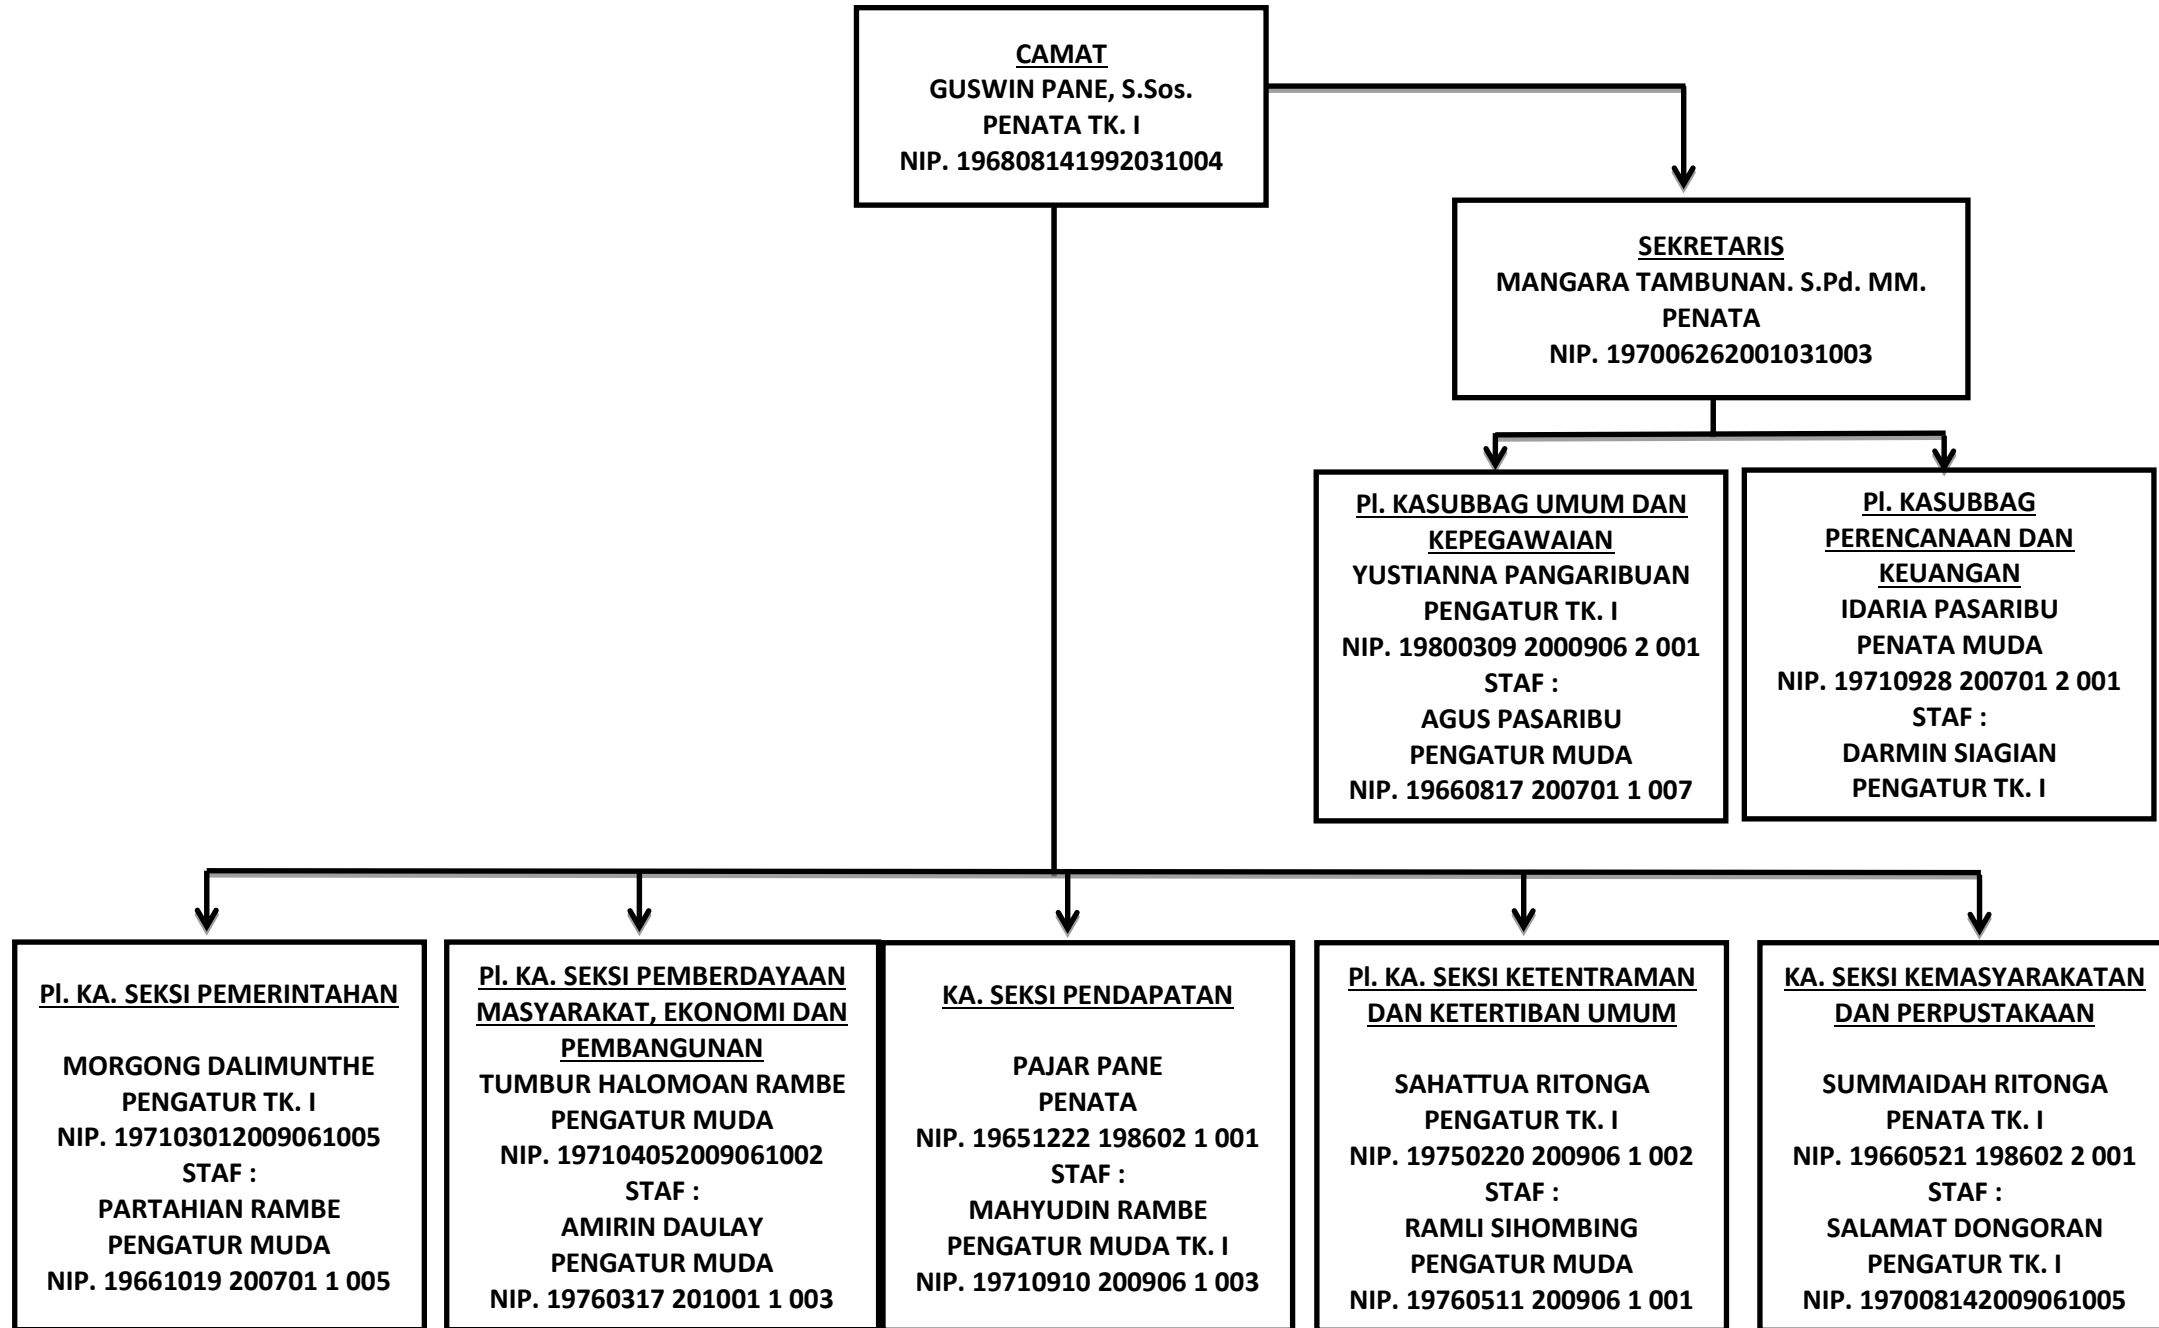 CAMAT
GUSWIN PANE, S.Sos.
PENATA TK. I
NIP. 196808141992031004
SEKRETARIS
MANGARA TAMBUNAN. S.Pd. MM.
PENATA
NIP. 197006262001031003
Pl. KASUBBAG UMUM DAN
KEPEGAWAIAN
YUSTIANNA PANGARIBUAN
PENGATUR TK. I
NIP. 19800309 2000906 2 001
STAF :
AGUS PASARIBU
PENGATUR MUDA
NIP. 19660817 200701 1 007
Pl. KASUBBAG
PERENCANAAN DAN
KEUANGAN
IDARIA PASARIBU
PENATA MUDA
NIP. 19710928 200701 2 001
STAF :
DARMIN SIAGIAN
PENGATUR TK. I
Pl. KA. SEKSI PEMERINTAHAN
MORGONG DALIMUNTHE
PENGATUR TK. I
NIP. 197103012009061005
STAF :
PARTAHIAN RAMBE
PENGATUR MUDA
NIP. 19661019 200701 1 005
Pl. KA. SEKSI PEMBERDAYAAN
MASYARAKAT, EKONOMI DAN
PEMBANGUNAN
TUMBUR HALOMOAN RAMBE
PENGATUR MUDA
NIP. 197104052009061002
STAF :
AMIRIN DAULAY
PENGATUR MUDA
NIP. 19760317 201001 1 003
KA. SEKSI PENDAPATAN
PAJAR PANE
PENATA
NIP. 19651222 198602 1 001
STAF :
MAHYUDIN RAMBE
PENGATUR MUDA TK. I
NIP. 19710910 200906 1 003
Pl. KA. SEKSI KETENTRAMAN
DAN KETERTIBAN UMUM
SAHATTUA RITONGA
PENGATUR TK. I
NIP. 19750220 200906 1 002
STAF :
RAMLI SIHOMBING
PENGATUR MUDA
NIP. 19760511 200906 1 001
KA. SEKSI KEMASYARAKATAN
DAN PERPUSTAKAAN
SUMMAIDAH RITONGA
PENATA TK. I
NIP. 19660521 198602 2 001
STAF :
SALAMAT DONGORAN
PENGATUR TK. I
NIP. 197008142009061005